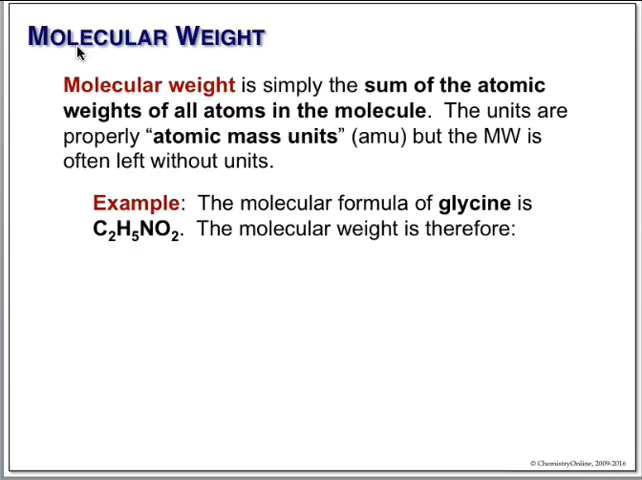 MOLECULAR WEIGHT
Molecular weight is simply the sum of the atomic
weights of all atoms in the molecule. The units are
properly “atomic mass units” (amu) but the MW is
often left without units.
Example: The molecular formula of glycine is
C₂H₅NO₂. The molecular weight is therefore:
© ChemistryOnline, 2009-2016